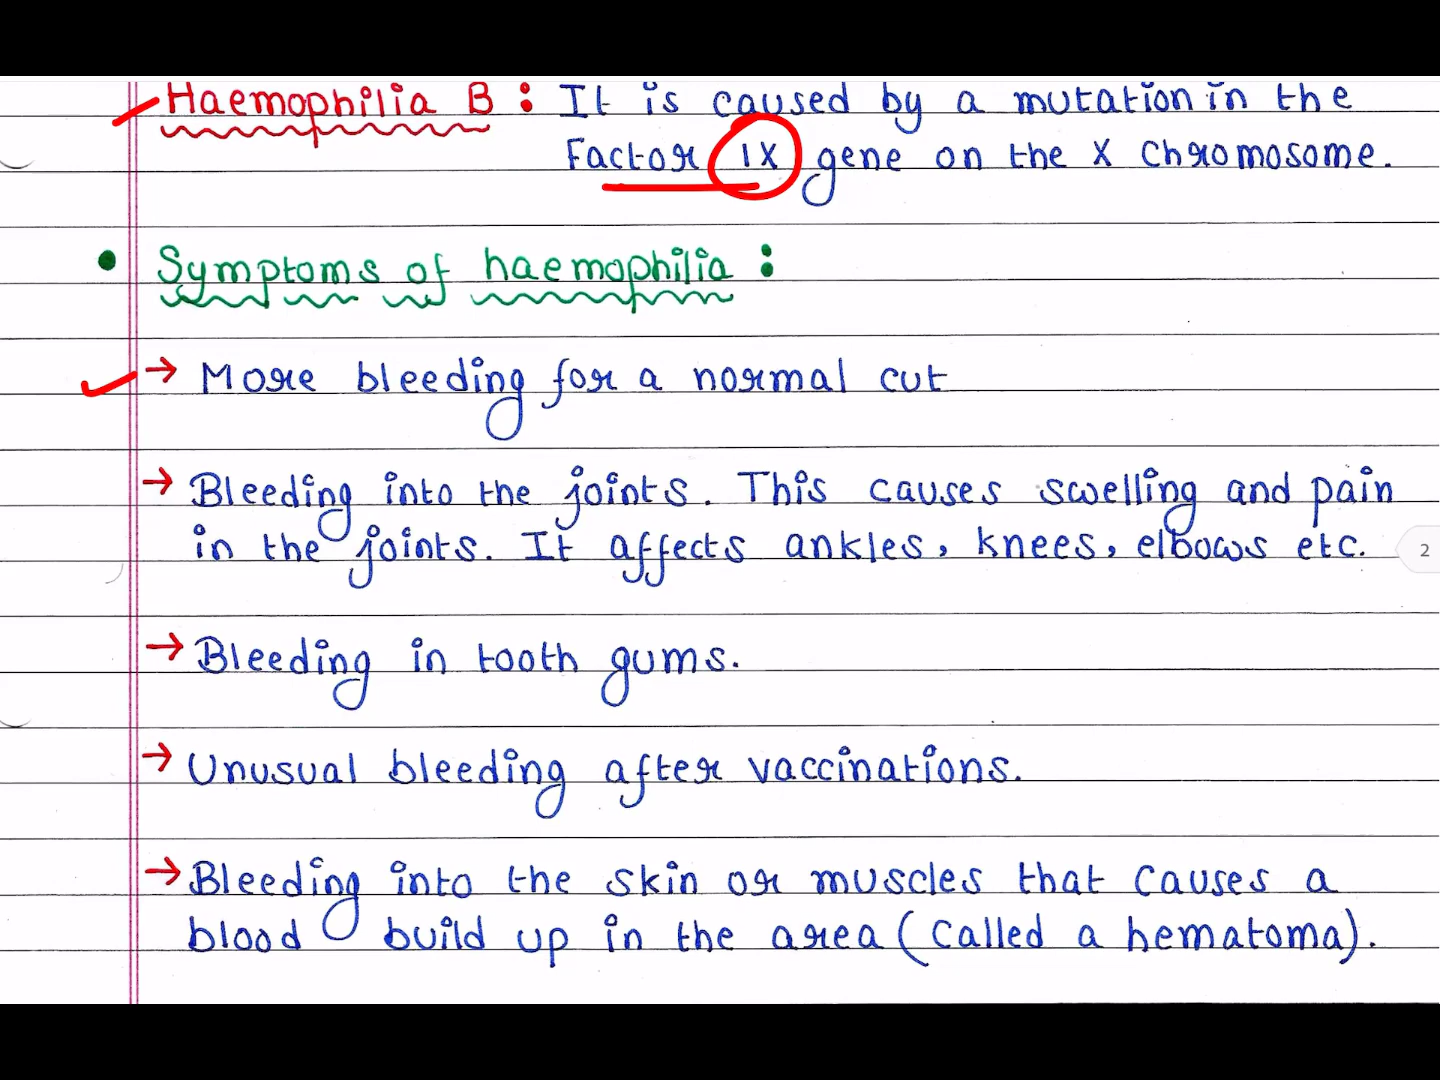 Haemophilia B : It is caused by a mutation in the
Factor IX gene on the X Chromosome.
Symptoms of haemophilia :
→ More bleeding for a normal cut
→ Bleeding into the joints. This causes swelling and pain
in the joints. It affects ankles, knees, elbows etc.
2
→ Bleeding in tooth gums.
→ Unusual bleeding after vaccinations.
→ Bleeding into the skin or muscles that causes a
blood build up in the area (called a hematoma).